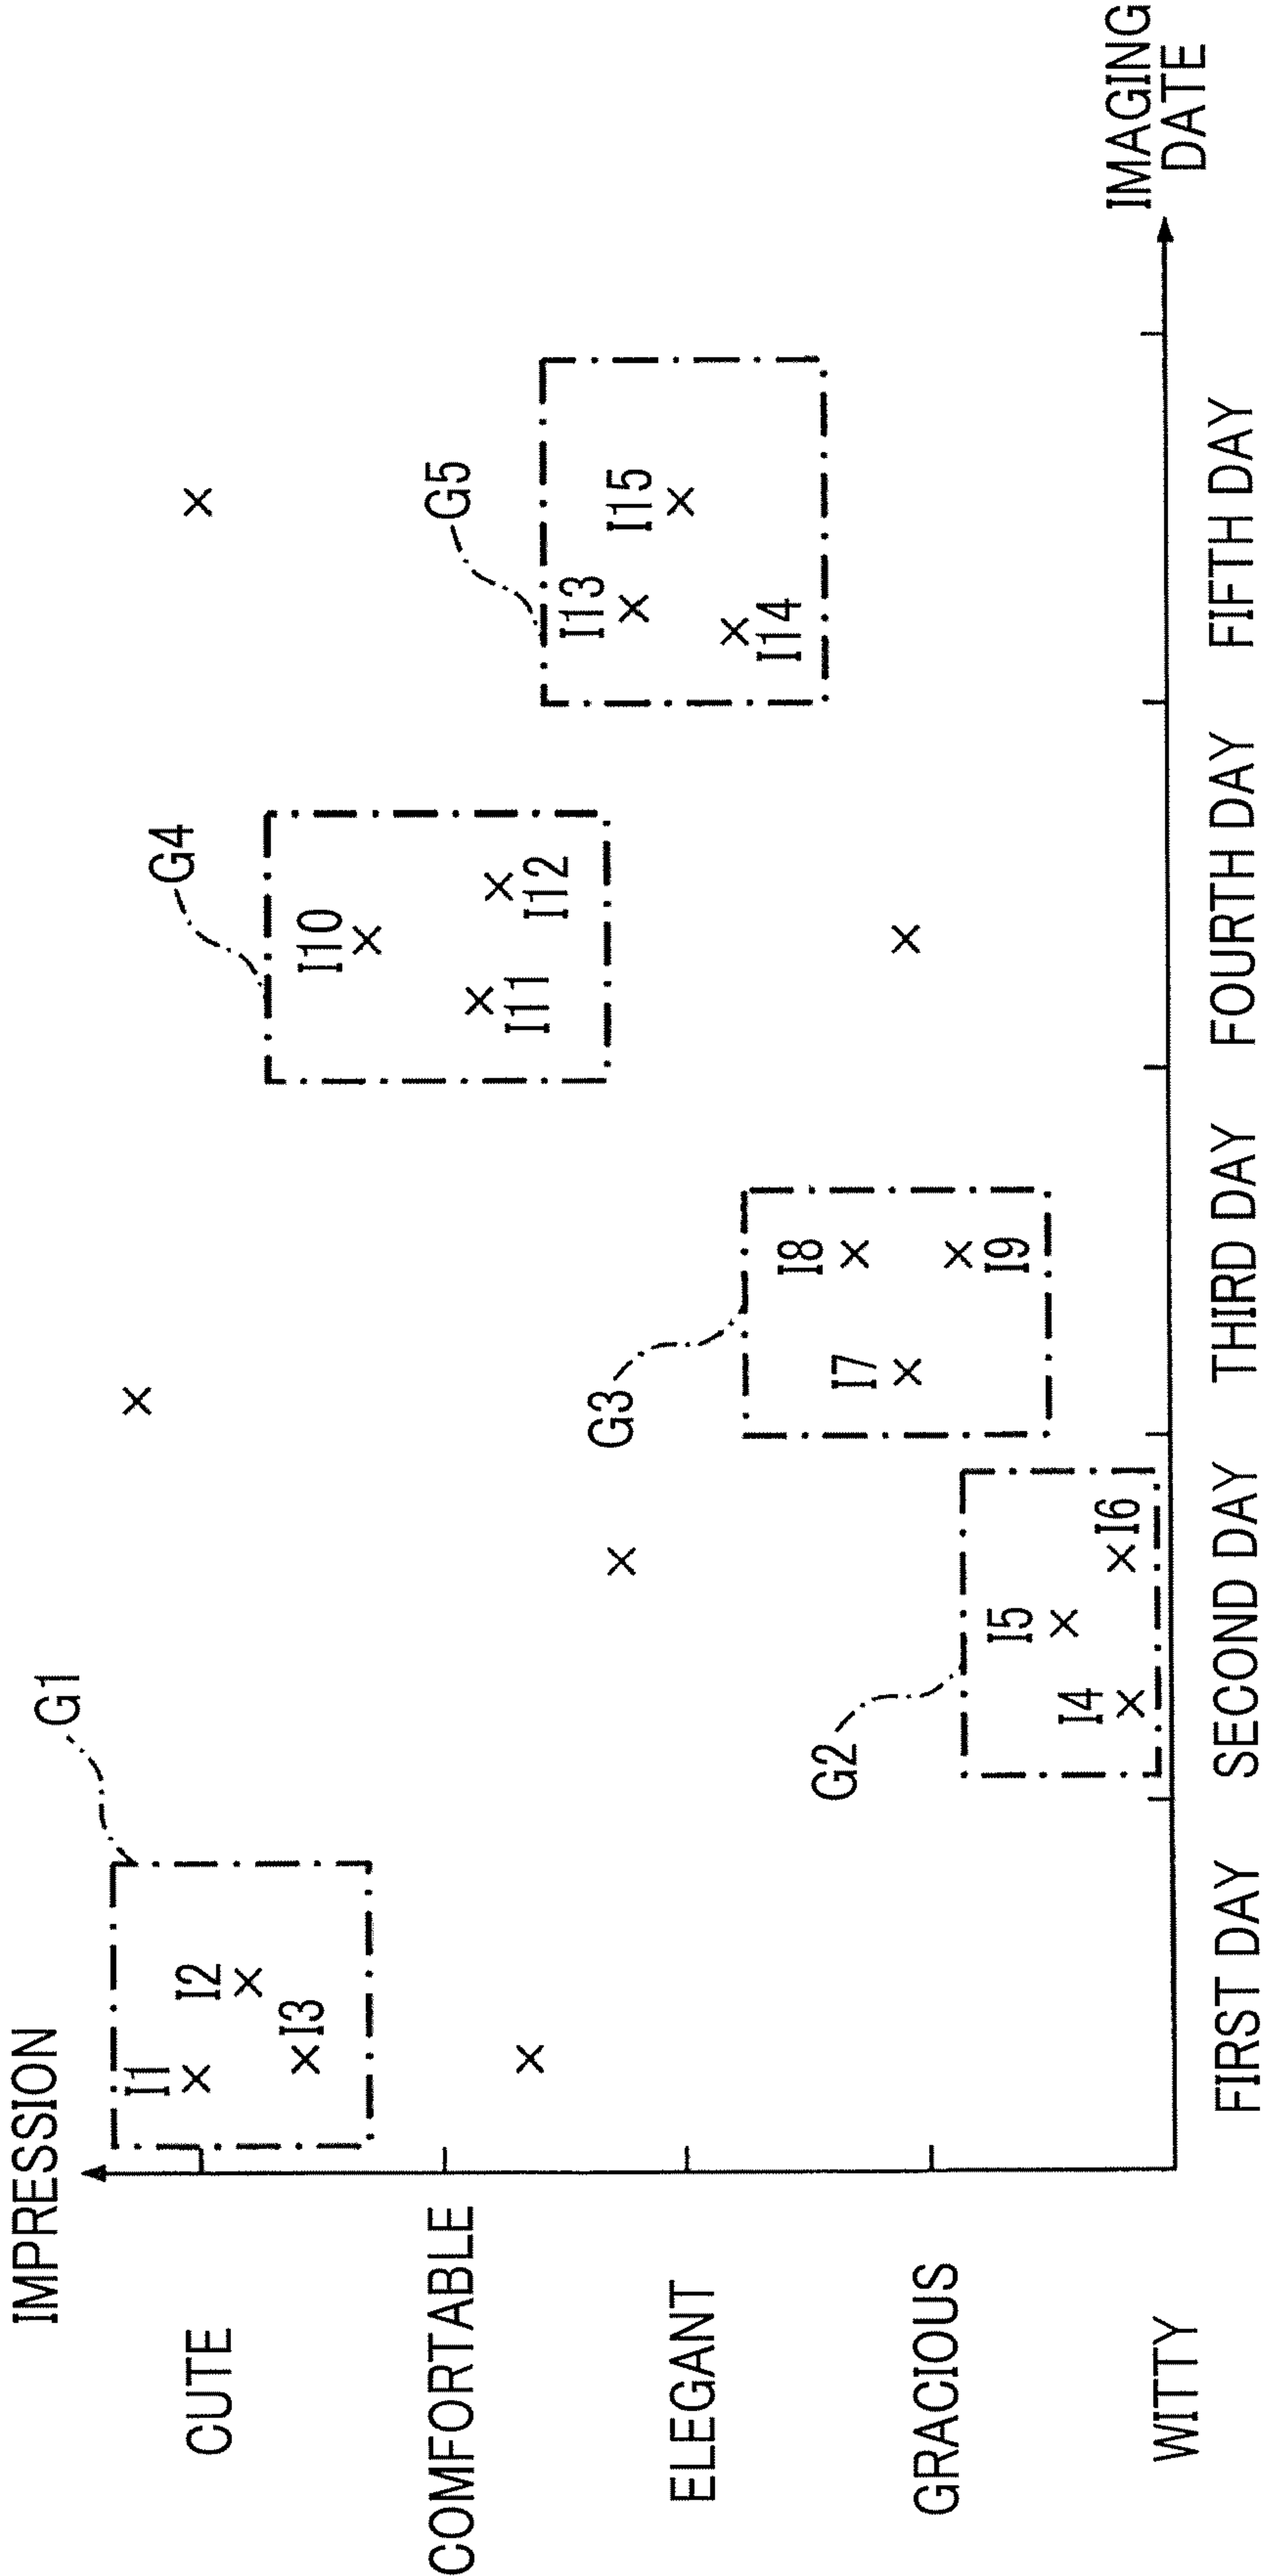 IMPRESSION
CUTE
COMFORTABLE
ELEGANT
GRACIOUS
WITTY
G1
I1
I2
I3
G2
I4
I5
I6
G3
I7
I8
I9
G4
I10
I11
I12
G5
I13
I14
I15
FIRST DAY
SECOND DAY
THIRD DAY
FOURTH DAY
FIFTH DAY
IMAGING
DATE